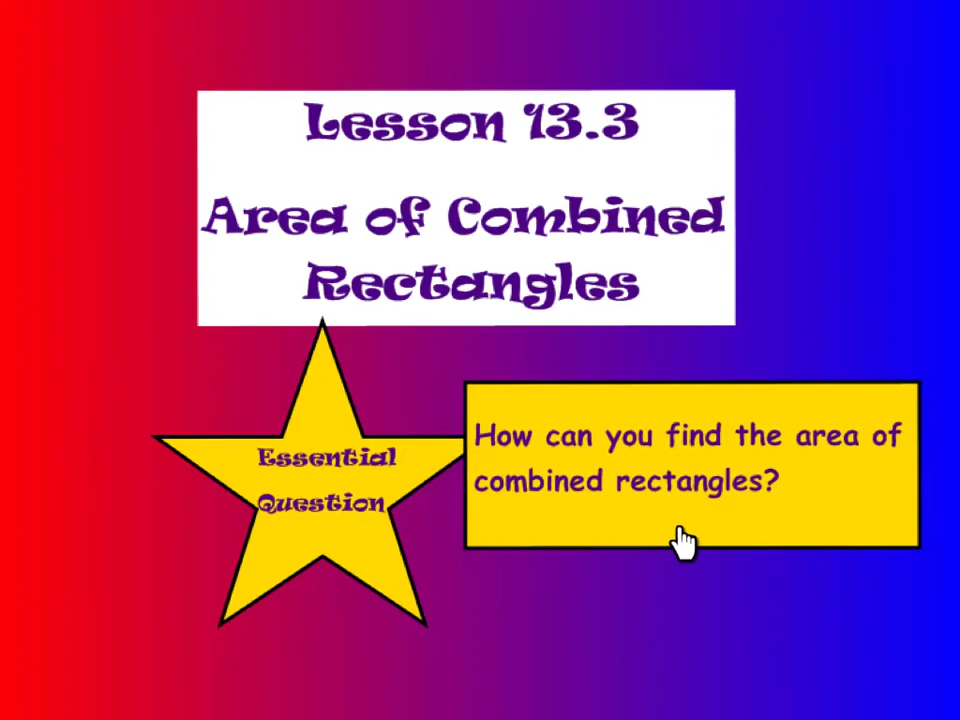 Lesson 13.3
Area of Combined
Rectangles
Essential
Question
How can you find the area of
combined rectangles?